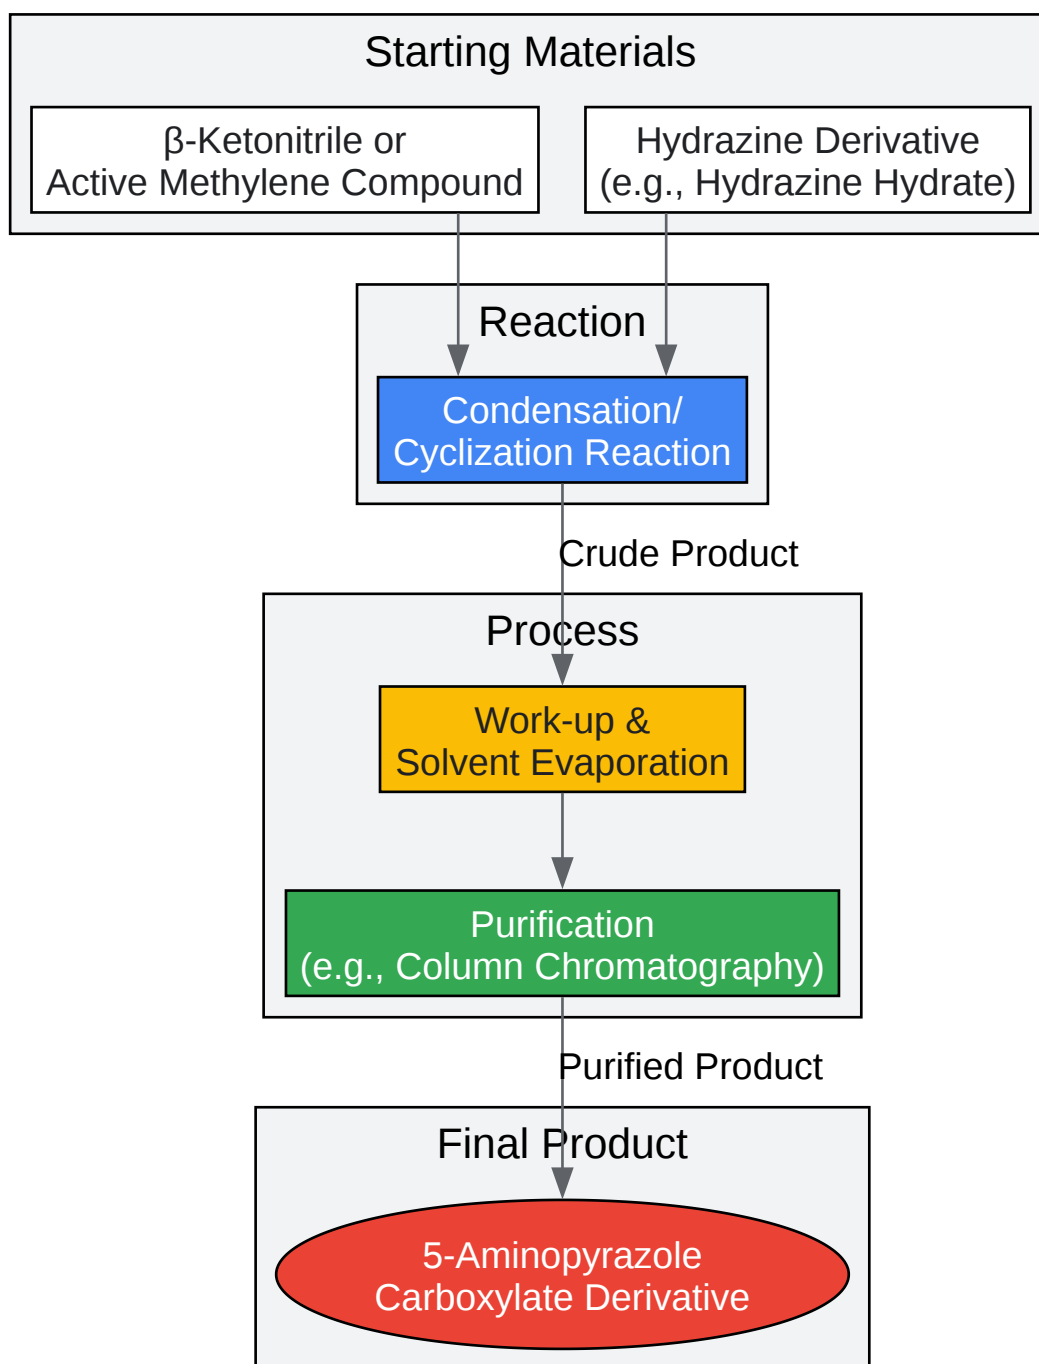 Starting Materials
β-Ketonitrile or
Active Methylene Compound
Hydrazine Derivative
(e.g., Hydrazine Hydrate)
Reaction
Condensation/
Cyclization Reaction
Crude Product
Process
Work-up &
Solvent Evaporation
Purification
(e.g., Column Chromatography)
Purified Product
Final Product
5-Aminopyrazole
Carboxylate Derivative